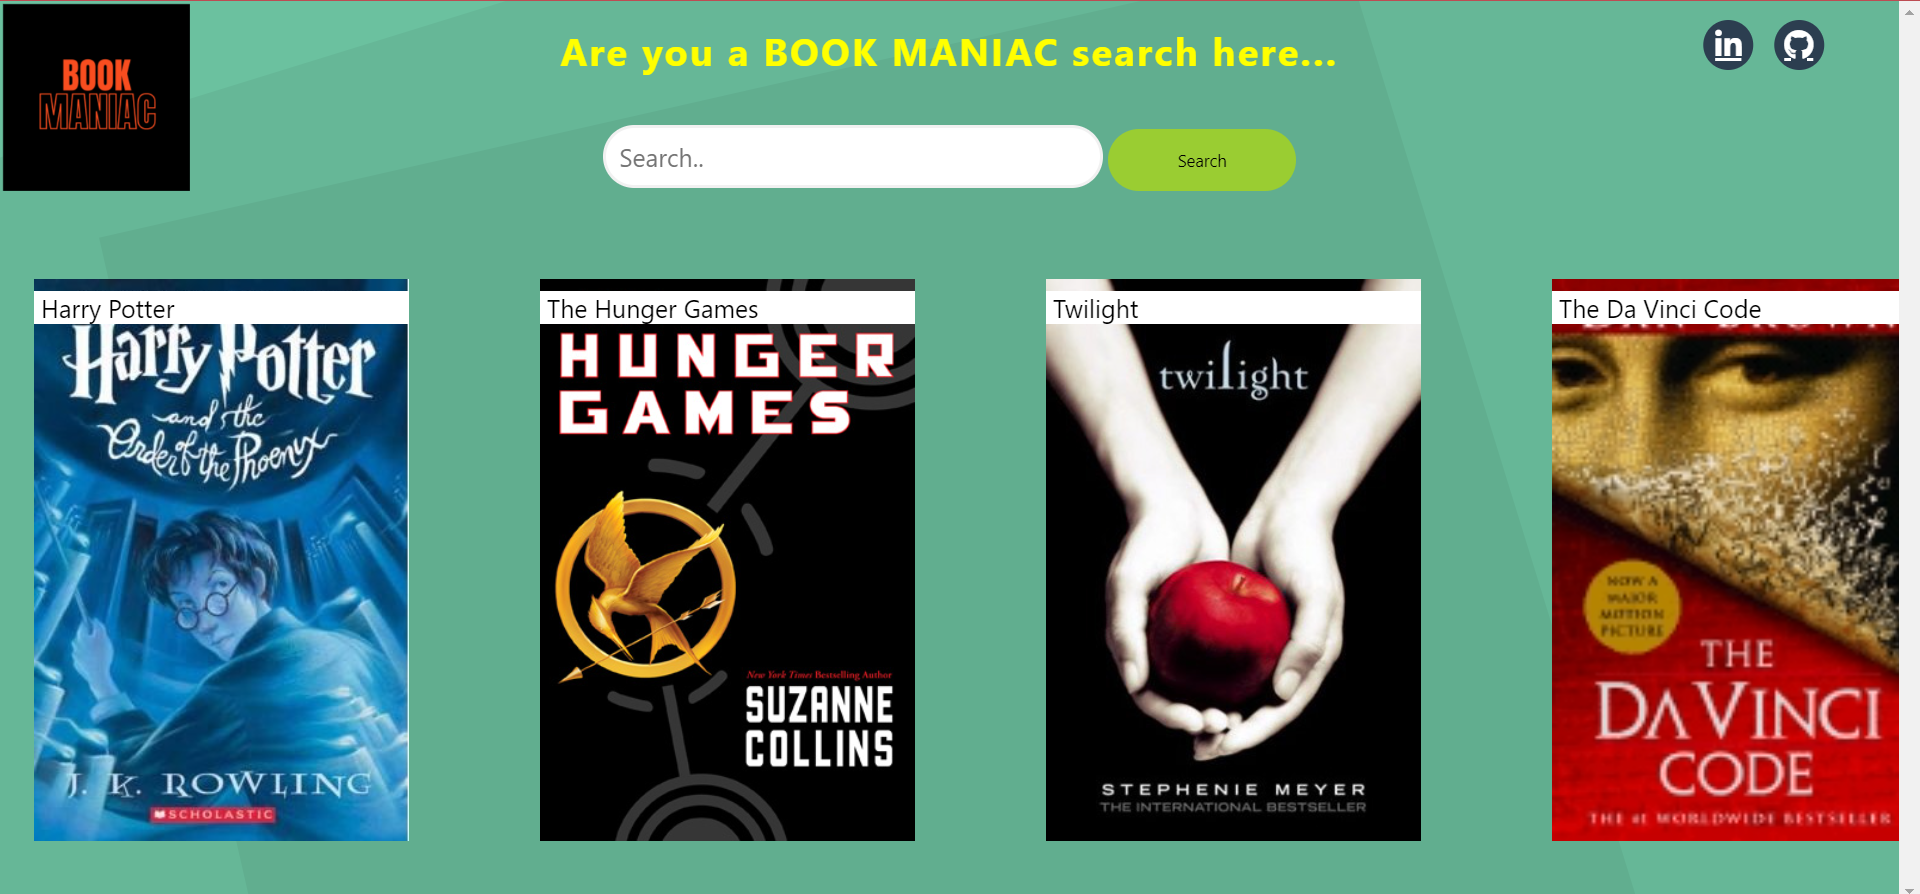 BOOK
MANIAC
Are you a BOOK MANIAC search here...
in
Search..
Search
Harry Potter
Harry Potter
and the
Order of the Phoenix
J. K. ROWLING
SCHOLASTIC
The Hunger Games
HUNGER
GAMES
New York Times Bestselling Author
SUZANNE
COLLINS
Twilight
twilight
STEPHENIE MEYER
THE INTERNATIONAL BESTSELLER
The Da Vinci Code
DAN BROWN
NOW A
MAJOR
MOTION
PICTURE
THE
DA VINCI
CODE
THE #1 WORLDWIDE BESTSELLER